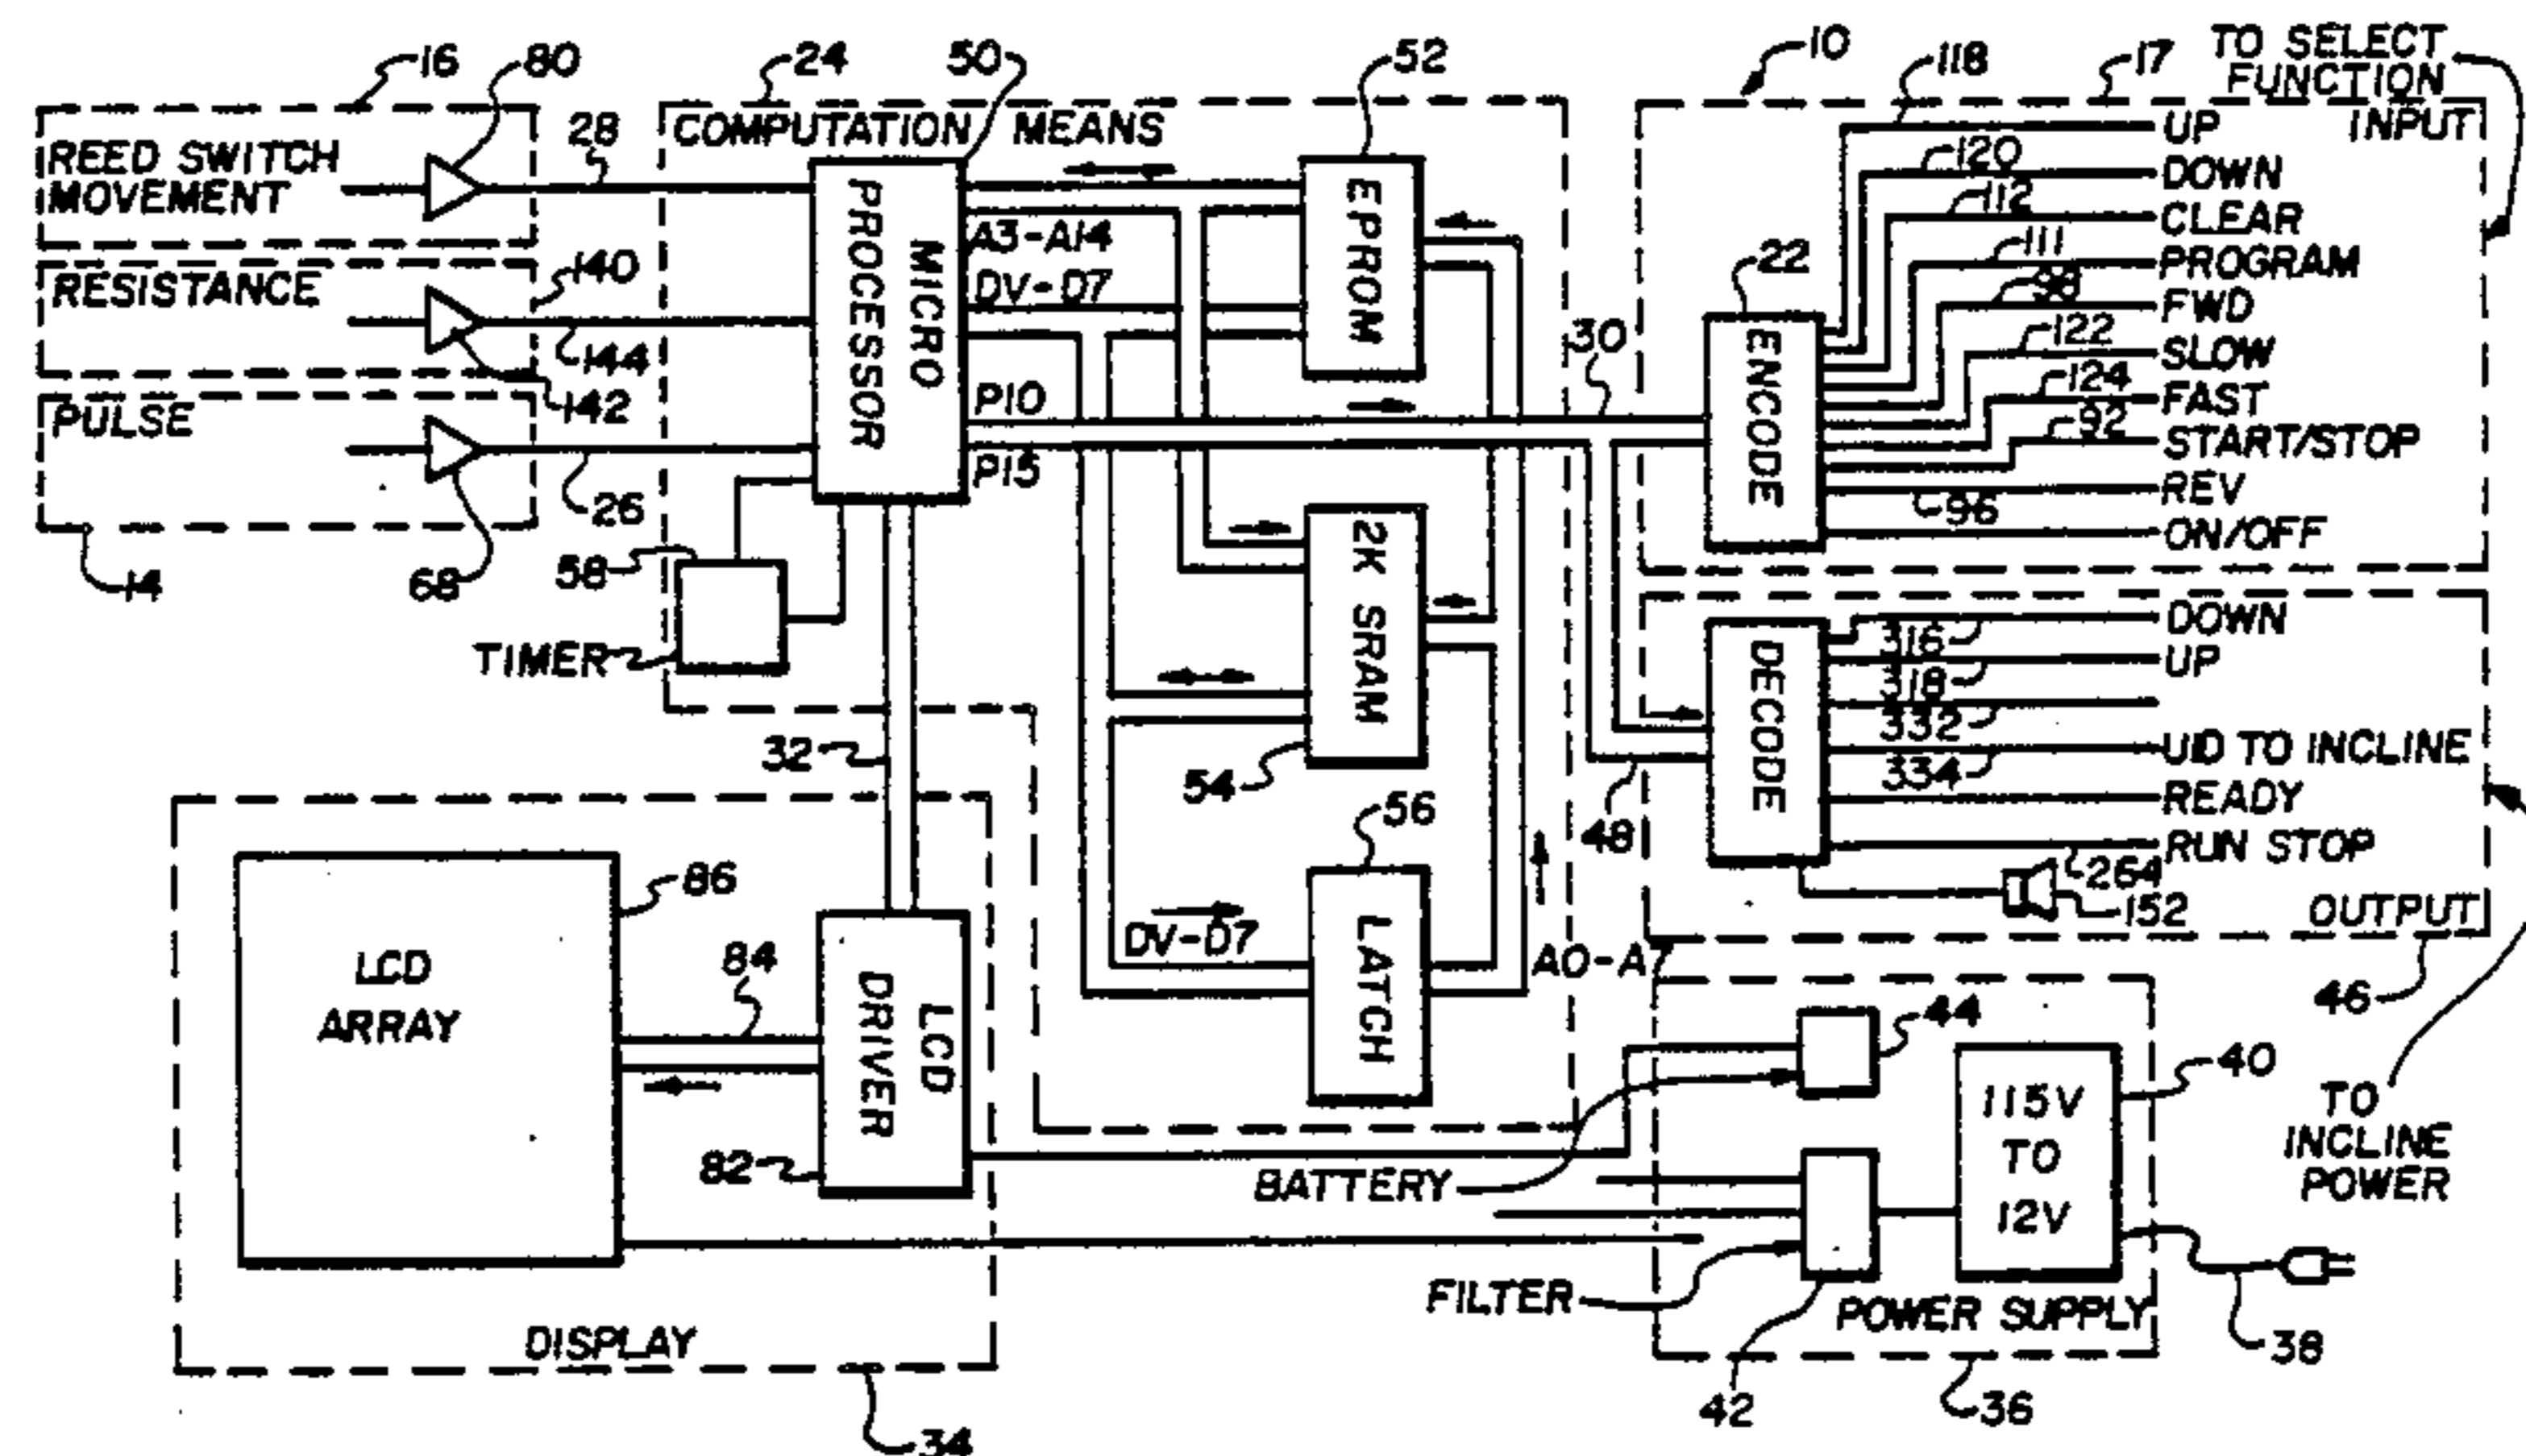 16
80
24
50
52
10
118
17
TO SELECT
FUNCTION
REED SWITCH
MOVEMENT
28
COMPUTATION MEANS
MICRO
PROCESSOR
EPROM
INPUT
UP
120
DOWN
112
CLEAR
111
PROGRAM
98
FWD
122
SLOW
124
FAST
92
START/STOP
REV
96
ON/OFF
22
ENCODE
A3-A14
DV-D7
RESISTANCE
140
144
142
P10
P15
30
PULSE
26
68
14
58
TIMER
2K SRAM
54
32
DECODE
DOWN
316
UP
318
332
UID TO INCLINE
334
READY
RUN STOP
264
152
OUTPUT
48
46
56
LATCH
DV-D7
A0-A7
LCD
ARRAY
86
84
LCD
DRIVER
82
DISPLAY
34
BATTERY
44
40
115V
TO
12V
FILTER
42
POWER SUPPLY
36
38
TO
INCLINE
POWER